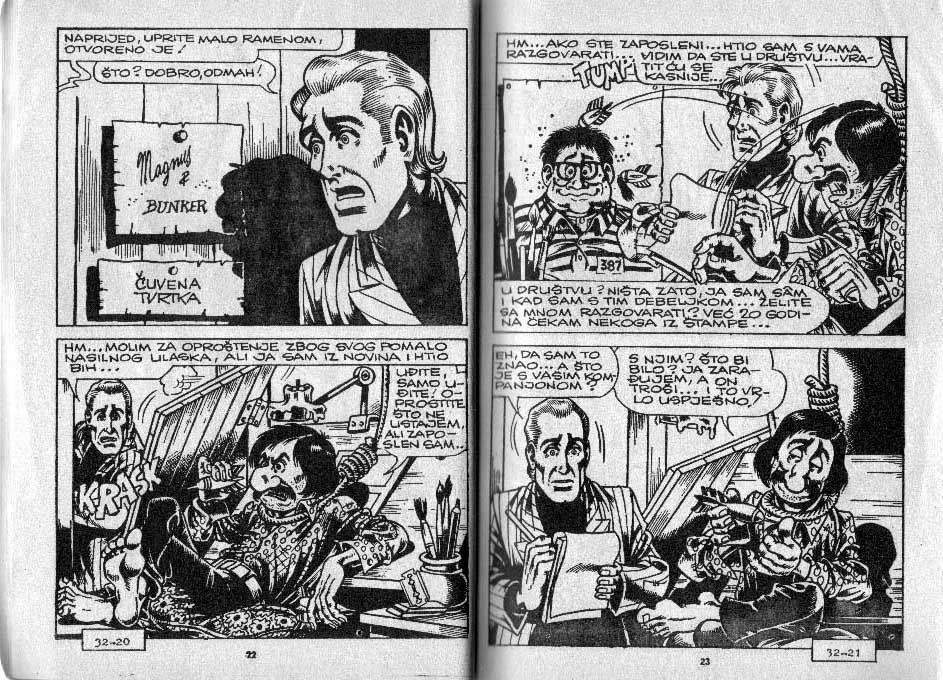 NAPRIJED, UPRITE MALO RAMENOM,
OTVORENO JE!
ŠTO? DOBRO, ODMAH!
Magnus
&
BUNKER
ČUVENA
TVRTKA
HM..., MOLIM ZA OPROŠTENJE ZBOG SVOG POMALO
NASILNOG ULASKA, ALI JA SAM IZ NOVINA I HTIO
BIH...
UĐITE,
SAMO U-
ĐITE! O-
PROSTITE
ŠTO NE
USTAJEM,
ALI ZAPO-
SLEN SAM...
KRASK
32-20
22
HM...AKO STE ZAPOSLENI...HTIO SAM S VAMA
RAZGOVARATI... VIDIM DA STE U DRUŠTVU...VRA-
TIT ĆU SE
KASNIJE...
TUMP!
387
U DRUŠTVU? NIŠTA ZATO, JA SAM SÂM
I KAD SAM S TIM DEBELJKOM... ŽELITE
SA MNOM RAZGOVARATI? VEĆ 20 GODI-
NA ČEKAM NEKOGA IZ ŠTAMPE...
EH, DA SAM TO
ZNAO... A ŠTO
JE S VAŠIM KOM-
PANJONOM?
S NJIM? ŠTO BI
BILO? JA ZARA-
ĐUJEM, A ON
TROŠI... I TO VR-
LO USPJEŠNO!
32-21
23